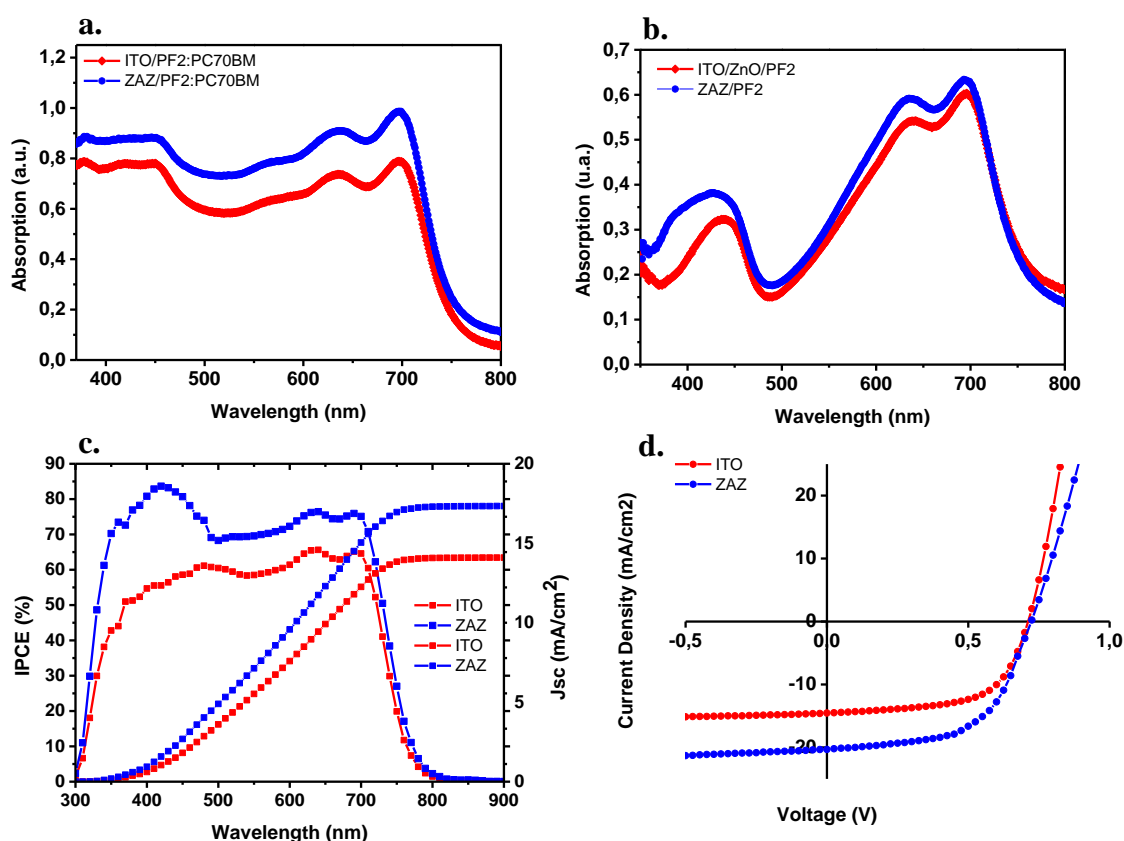 a.
ITO/PF2:PC70BM
ZAZ/PF2:PC70BM
1,2
1,0
0,8
0,6
0,4
0,2
0,0
400 500 600 700 800
Absorption (a.u.)
Wavelength (nm)
b.
ITO/ZnO/PF2
ZAZ/PF2
0,7
0,6
0,5
0,4
0,3
0,2
0,1
0,0
400 500 600 700 800
Absorption (u.a.)
Wavelength (nm)
c.
90
80
70
60
50
40
30
20
10
0
300 400 500 600 700 800 900
IPCE (%)
Wavelength (nm)
ITO
ZAZ
ITO
ZAZ
20
15
10
5
0
Jsc (mA/cm2)
d.
ITO
ZAZ
20
10
0
-10
-20
-0,5 0,0 0,5 1,0
Current Density (mA/cm2)
Voltage (V)